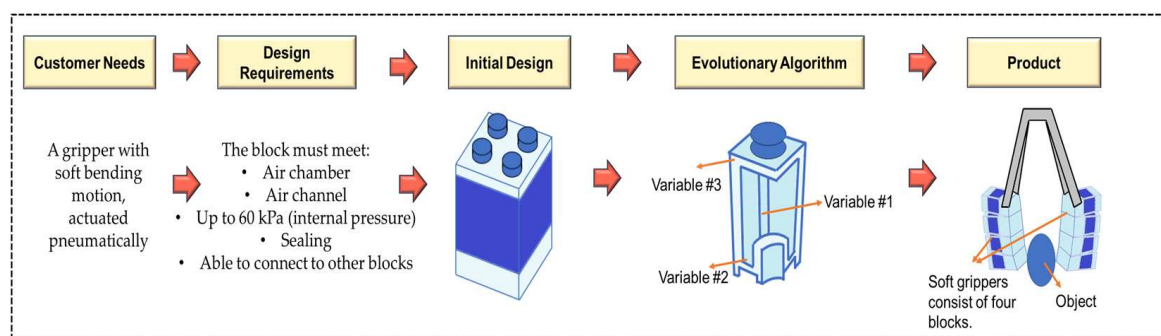 Customer Needs
Design
Requirements
Initial Design
Evolutionary Algorithm
Product
A gripper with
soft bending
motion,
actuated
pneumatically
The block must meet:
• Air chamber
• Air channel
• Up to 60 kPa (internal pressure)
• Sealing
• Able to connect to other blocks
Variable #3
Variable #1
Variable #2
Soft grippers
consist of four
blocks.
Object